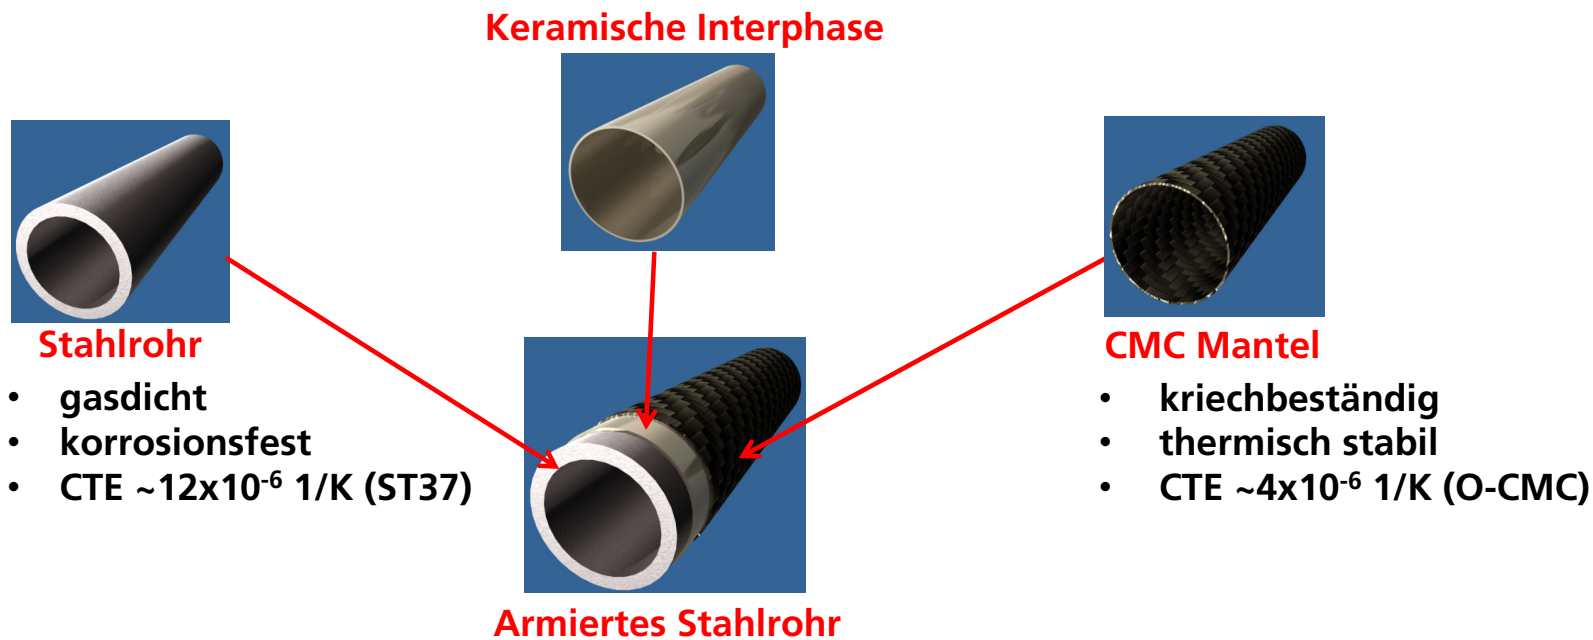 Keramische Interphase
Stahlrohr
• gasdicht
• korrosionsfest
• CTE ~12x10⁻⁶ 1/K (ST37)
CMC Mantel
• kriechbeständig
• thermisch stabil
• CTE ~4x10⁻⁶ 1/K (O-CMC)
Armiertes Stahlrohr